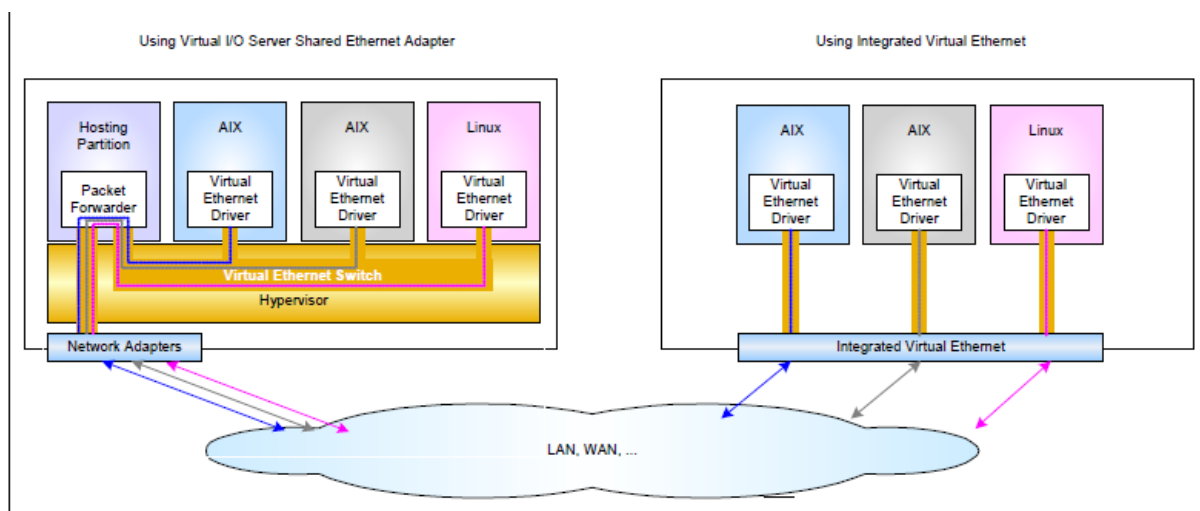 Using Virtual I/O Server Shared Ethernet Adapter
Using Integrated Virtual Ethernet
Hosting
Partition
AIX
AIX
Linux
Packet
Forwarder
Virtual
Ethernet
Driver
Virtual
Ethernet
Driver
Virtual
Ethernet
Driver
Virtual Ethernet Switch
Hypervisor
Network Adapters
AIX
AIX
Linux
Virtual
Ethernet
Driver
Virtual
Ethernet
Driver
Virtual
Ethernet
Driver
Integrated Virtual Ethernet
LAN, WAN, ...